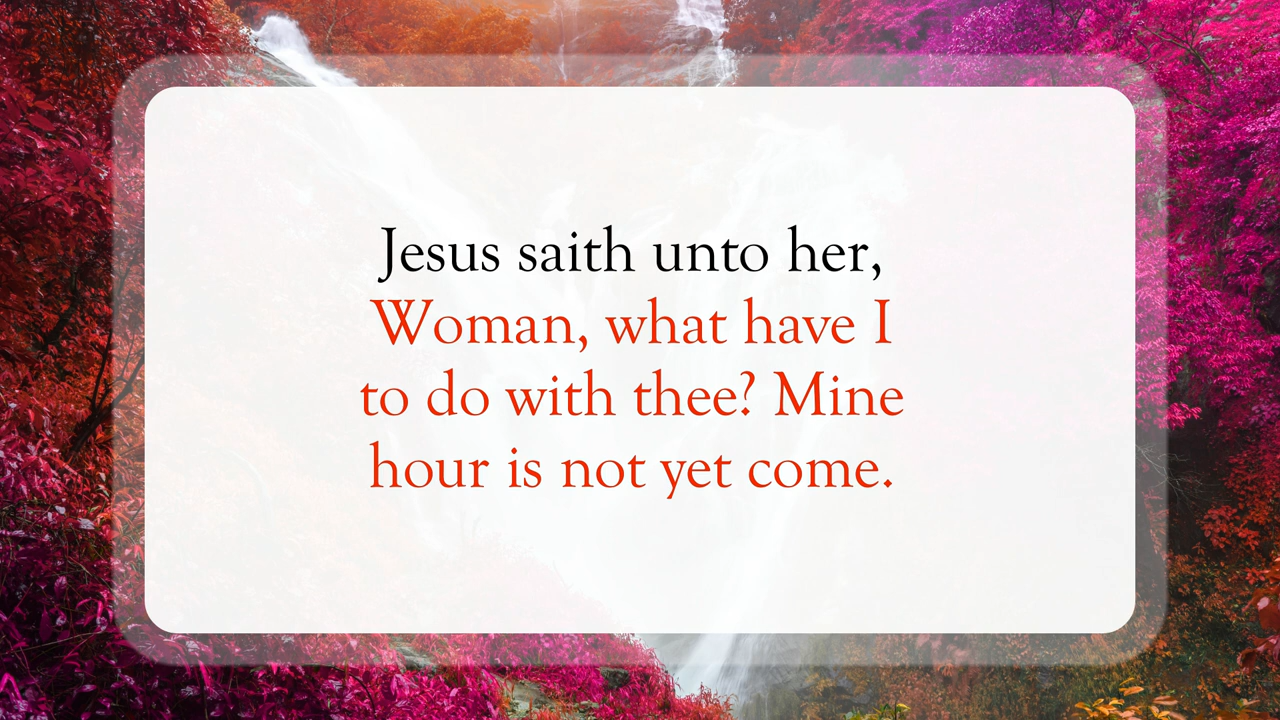 Jesus saith unto her,
Woman, what have I
to do with thee? Mine
hour is not yet come.